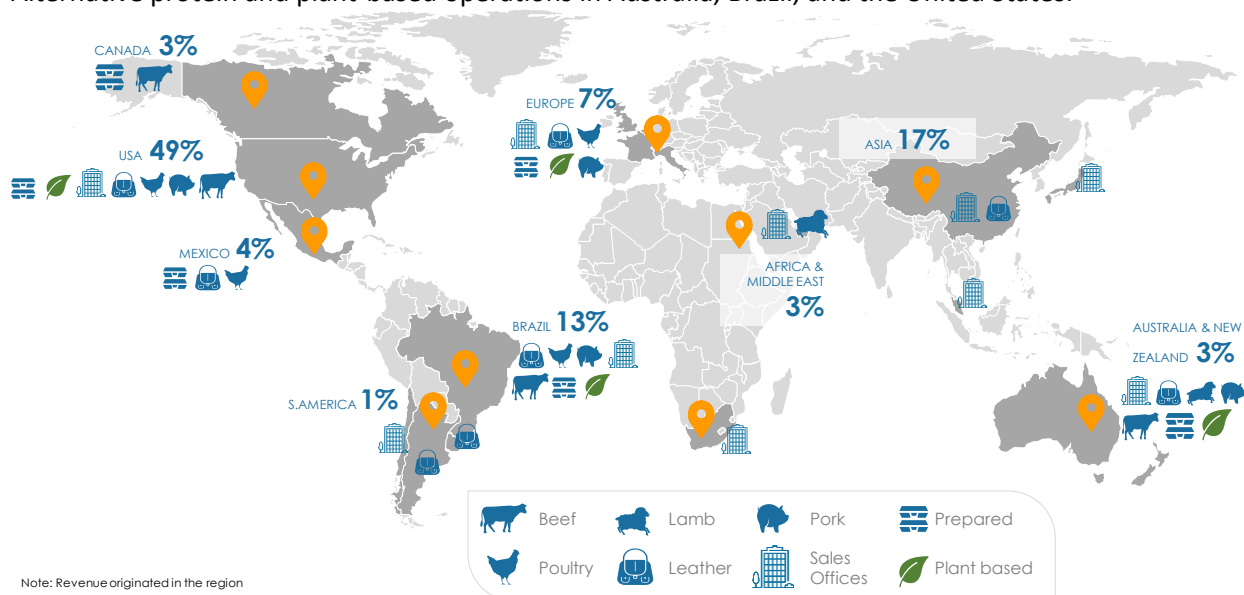 Alternative protein and plant-based operations in Australia, Brazil, and the United States.
CANADA 3%
USA 49%
MEXICO 4%
EUROPE 7%
ASIA 17%
AFRICA &
MIDDLE EAST
3%
BRAZIL 13%
S.AMERICA 1%
AUSTRALIA & NEW
ZEALAND 3%
Beef
Lamb
Pork
Prepared
Poultry
Leather
Sales
Offices
Plant based
Note: Revenue originated in the region